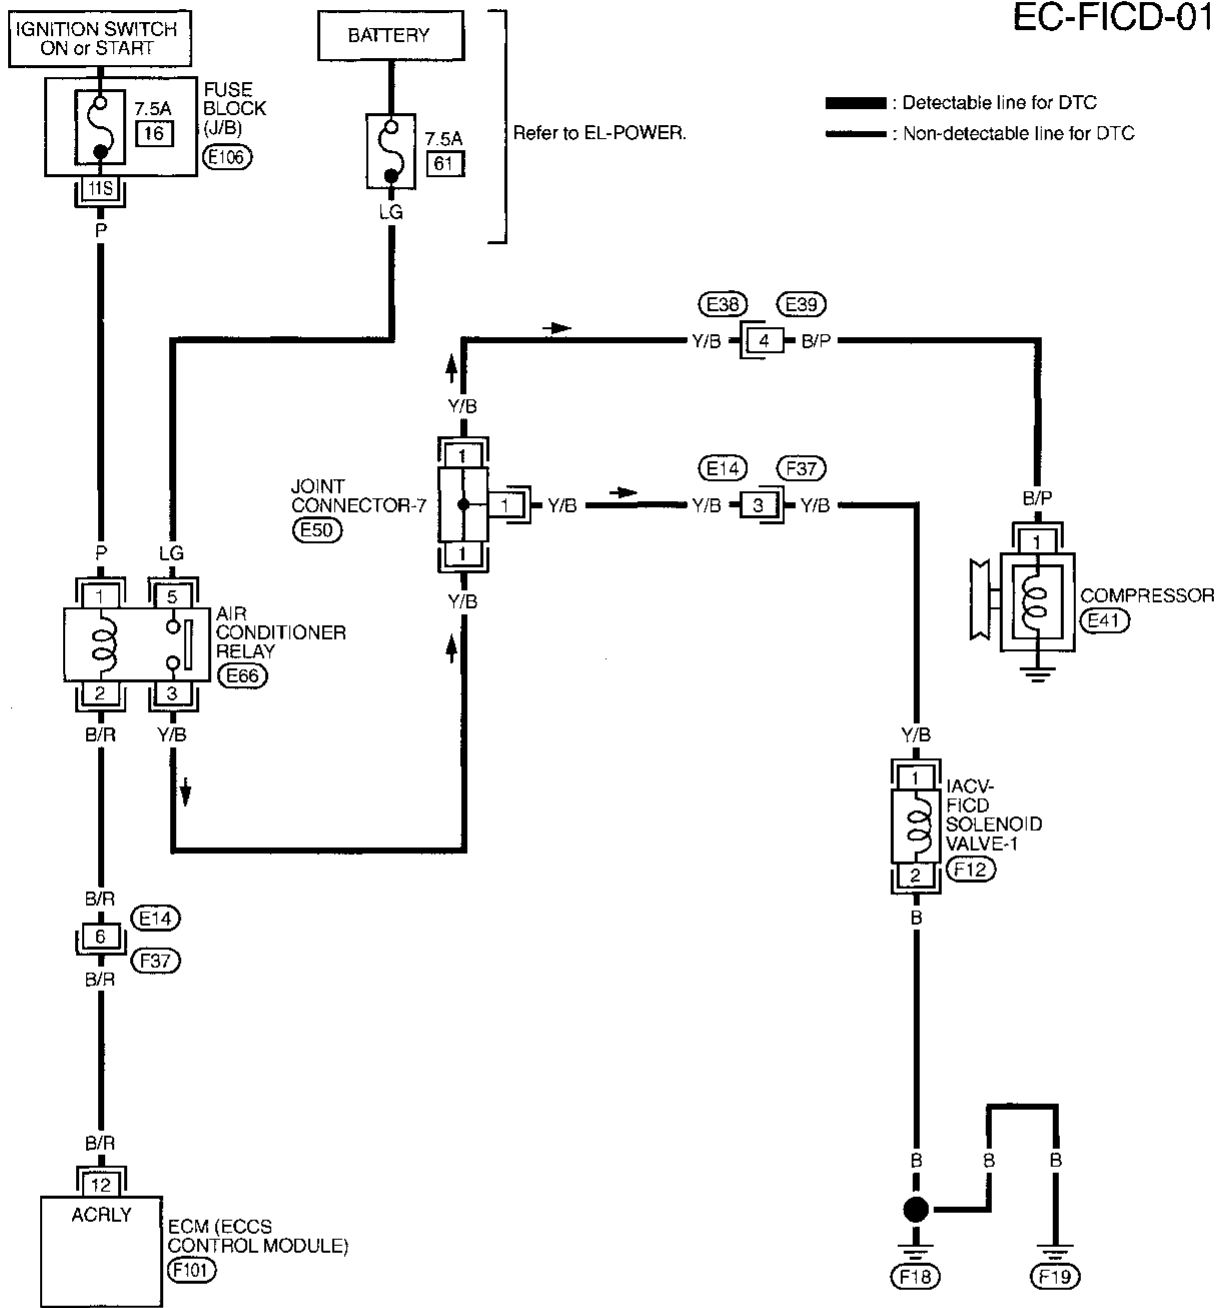 EC-FICD-01
IGNITION SWITCH
ON or START
BATTERY
FUSE
BLOCK
(J/B)
E106
7.5A
16
11S
P
7.5A
61
LG
Refer to EL-POWER.
: Detectable line for DTC
: Non-detectable line for DTC
E38
E39
Y/B
4
B/P
Y/B
1
JOINT
CONNECTOR-7
E50
1
Y/B
E14
F37
Y/B
3
Y/B
1
Y/B
B/P
1
COMPRESSOR
E41
P
LG
1
5
AIR
CONDITIONER
RELAY
E66
2
3
B/R
Y/B
Y/B
1
IACV-
FICD
SOLENOID
VALVE-1
F12
2
B
B/R
E14
6
F37
B/R
B/R
12
ACRLY
ECM (ECCS
CONTROL MODULE)
F101
B
B
B
F18
F19